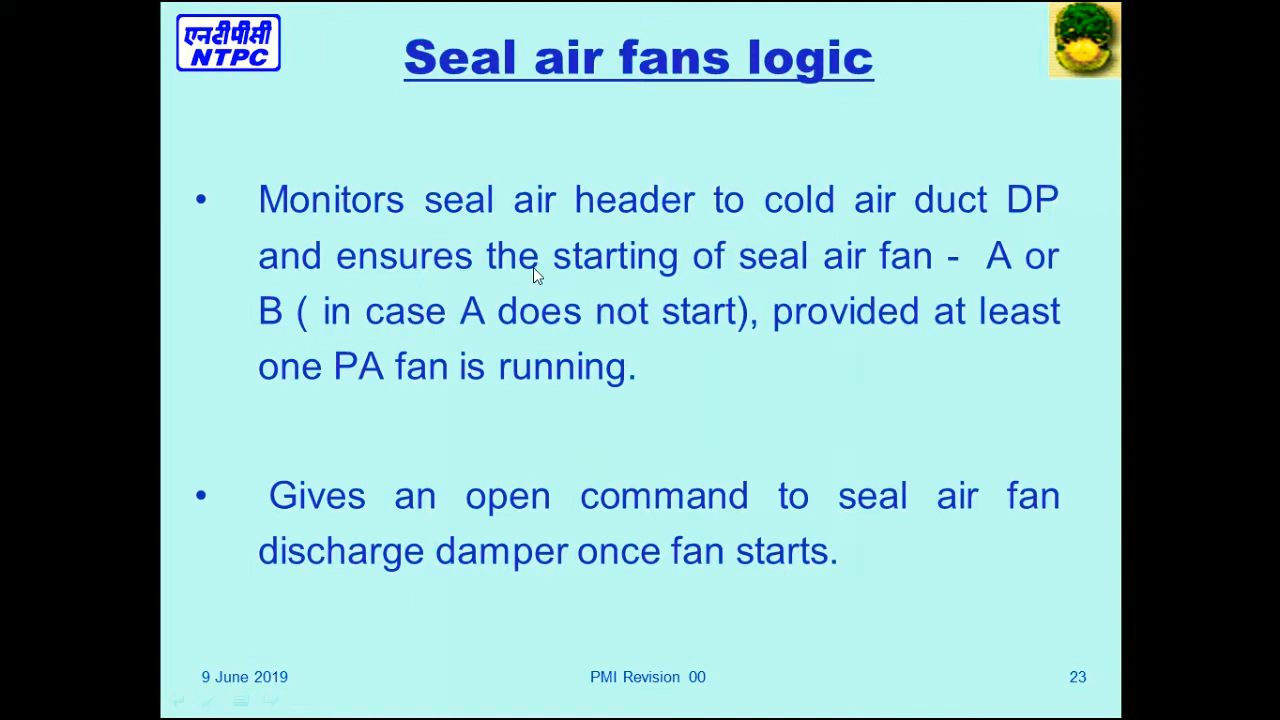 एनटीपीसी
NTPC
Seal air fans logic
• Monitors seal air header to cold air duct DP
and ensures the starting of seal air fan - A or
B ( in case A does not start), provided at least
one PA fan is running.
• Gives an open command to seal air fan
discharge damper once fan starts.
9 June 2019 PMI Revision 00 23